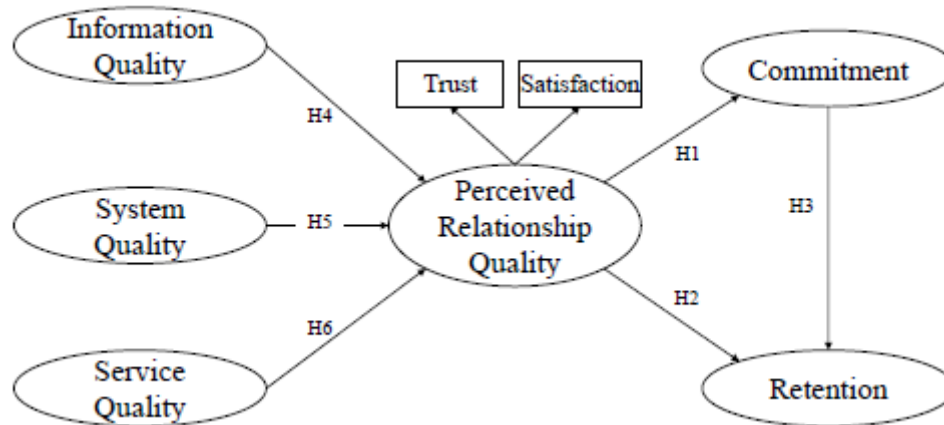 Information
Quality
Commitment
Trust
Satisfaction
H4
H1
Perceived
Relationship
Quality
System
Quality
H5
H3
H2
H6
Service
Quality
Retention